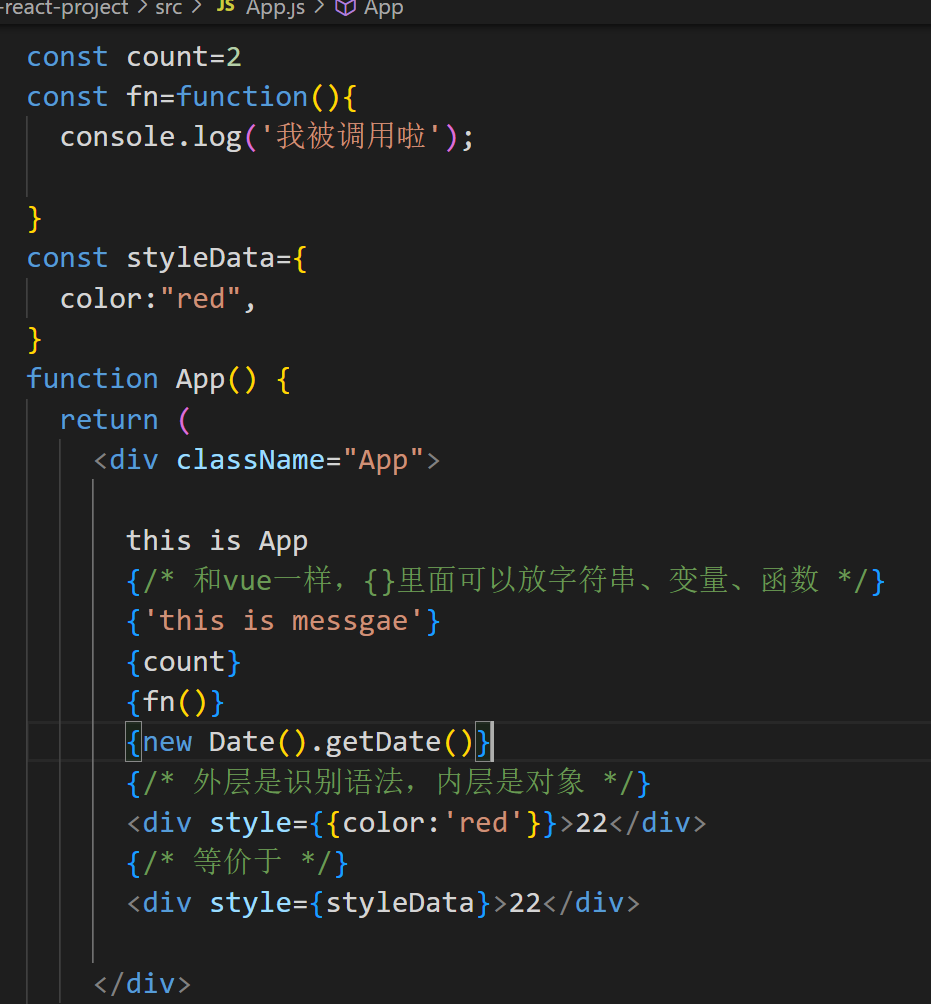 -react-project > src > JS App.js > App
const count=2
const fn=function(){
console.log('我被调用啦');
}
const styleData={
color:"red",
}
function App() {
return (
<div className="App">
this is App
{/* 和vue一样，{}里面可以放字符串、变量、函数 */}
{'this is messgae'}
{count}
{fn()}
{new Date().getDate()}
{/* 外层是识别语法，内层是对象 */}
<div style={{color:'red'}}>22</div>
{/* 等价于 */}
<div style={styleData}>22</div>
</div>